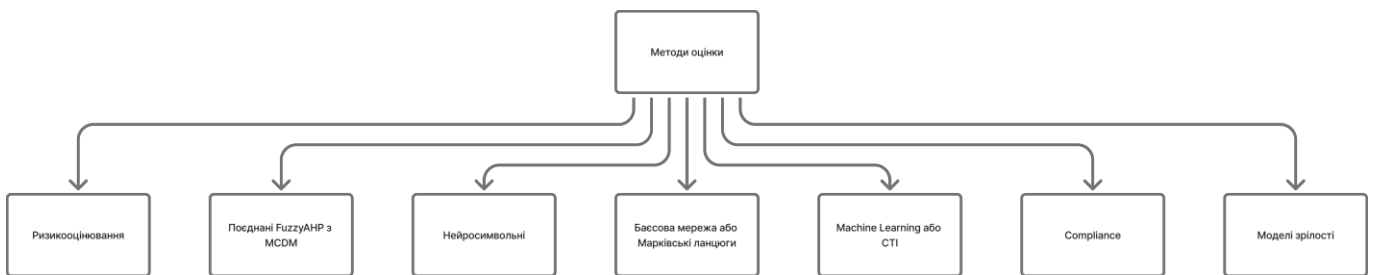 Методи оцінки
Ризикооцінювання
Поєднані FuzzyAHP з
MCDM
Нейросимвольні
Баєсова мережа або
Марківські ланцюги
Machine Learning або
CTI
Compliance
Моделі зрілості